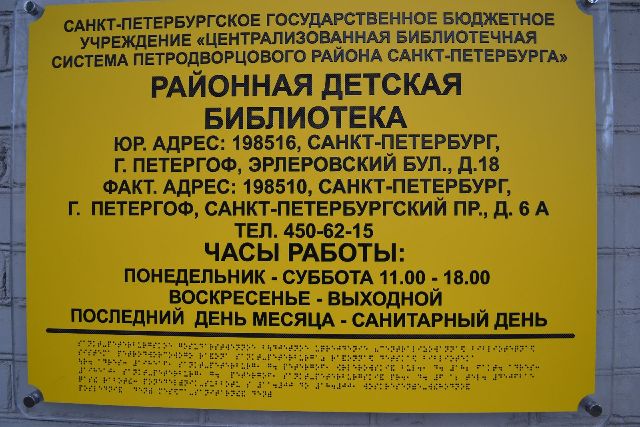 САНКТ-ПЕТЕРБУРГСКОЕ ГОСУДАРСТВЕННОЕ БЮДЖЕТНОЕ
УЧРЕЖДЕНИЕ «ЦЕНТРАЛИЗОВАННАЯ БИБЛИОТЕЧНАЯ
СИСТЕМА ПЕТРОДВОРЦОВОГО РАЙОНА САНКТ-ПЕТЕРБУРГА»
РАЙОННАЯ ДЕТСКАЯ
БИБЛИОТЕКА
ЮР. АДРЕС: 198516, САНКТ-ПЕТЕРБУРГ,
Г. ПЕТЕРГОФ, ЭРЛЕРОВСКИЙ БУЛ., Д.18
ФАКТ. АДРЕС: 198510, САНКТ-ПЕТЕРБУРГ,
Г. ПЕТЕРГОФ, САНКТ-ПЕТЕРБУРГСКИЙ ПР., Д. 6 А
ТЕЛ. 450-62-15
ЧАСЫ РАБОТЫ:
ПОНЕДЕЛЬНИК - СУББОТА 11.00 - 18.00
ВОСКРЕСЕНЬЕ - ВЫХОДНОЙ
ПОСЛЕДНИЙ ДЕНЬ МЕСЯЦА - САНИТАРНЫЙ ДЕНЬ